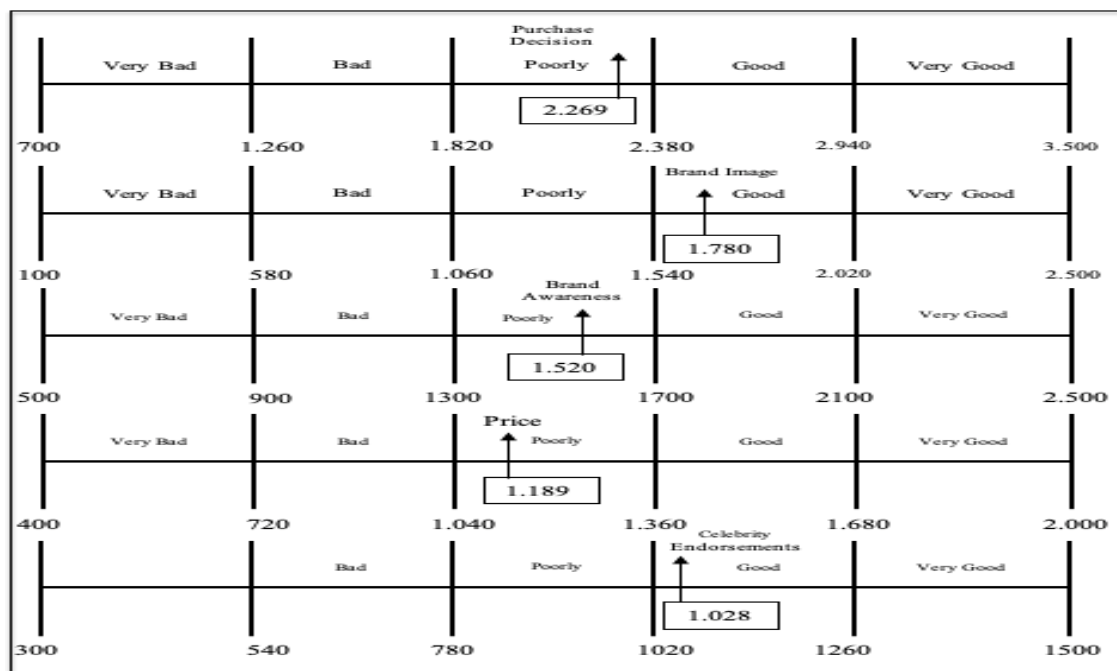 Purchase
Decision
Very Bad Bad Poorly Good Very Good
2.269
700 1.260 1.820 2.380 2.940 3.500
Brand Image
Very Bad Bad Poorly Good Very Good
1.780
100 580 1.060 1.540 2.020 2.500
Brand
Awareness
Very Bad Bad Poorly Good Very Good
1.520
500 900 1300 1700 2100 2.500
Price
Very Bad Bad Poorly Good Very Good
1.189
400 720 1.040 1.360 1.680 2.000
Celebrity
Endorsements
Bad Poorly Good Very Good
1.028
300 540 780 1020 1260 1500